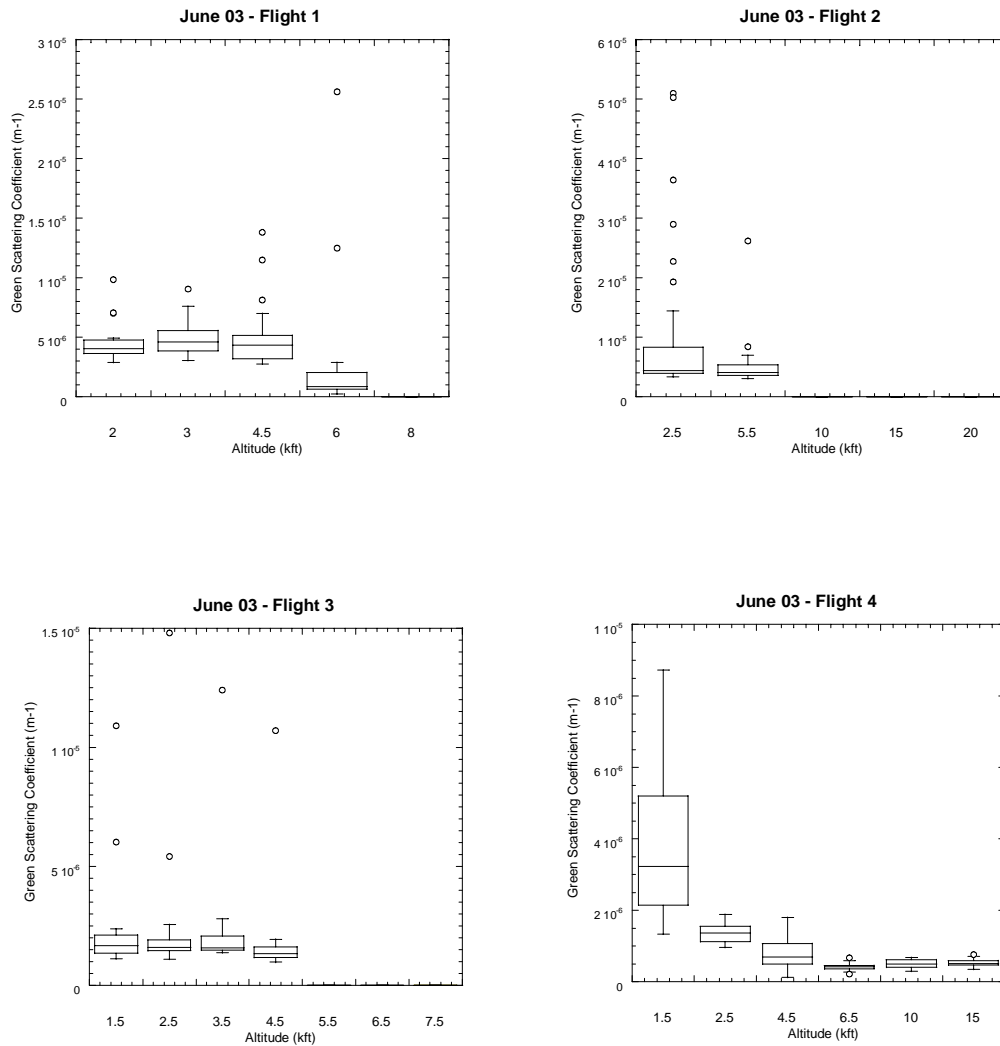 June 03 - Flight 1
3 10-5
2.5 10-5
2 10-5
1.5 10-5
1 10-5
5 10-6
0
Green Scattering Coefficient (m-1)
2 3 4.5 6 8
Altitude (kft)
June 03 - Flight 2
6 10-5
5 10-5
4 10-5
3 10-5
2 10-5
1 10-5
0
Green Scattering Coefficient (m-1)
2.5 5.5 10 15 20
Altitude (kft)
June 03 - Flight 3
1.5 10-5
1 10-5
5 10-6
0
Green Scattering Coefficient (m-1)
1.5 2.5 3.5 4.5 5.5 6.5 7.5
Altitude (kft)
June 03 - Flight 4
1 10-5
8 10-6
6 10-6
4 10-6
2 10-6
0
Green Scattering Coefficient (m-1)
1.5 2.5 4.5 6.5 10 15
Altitude (kft)